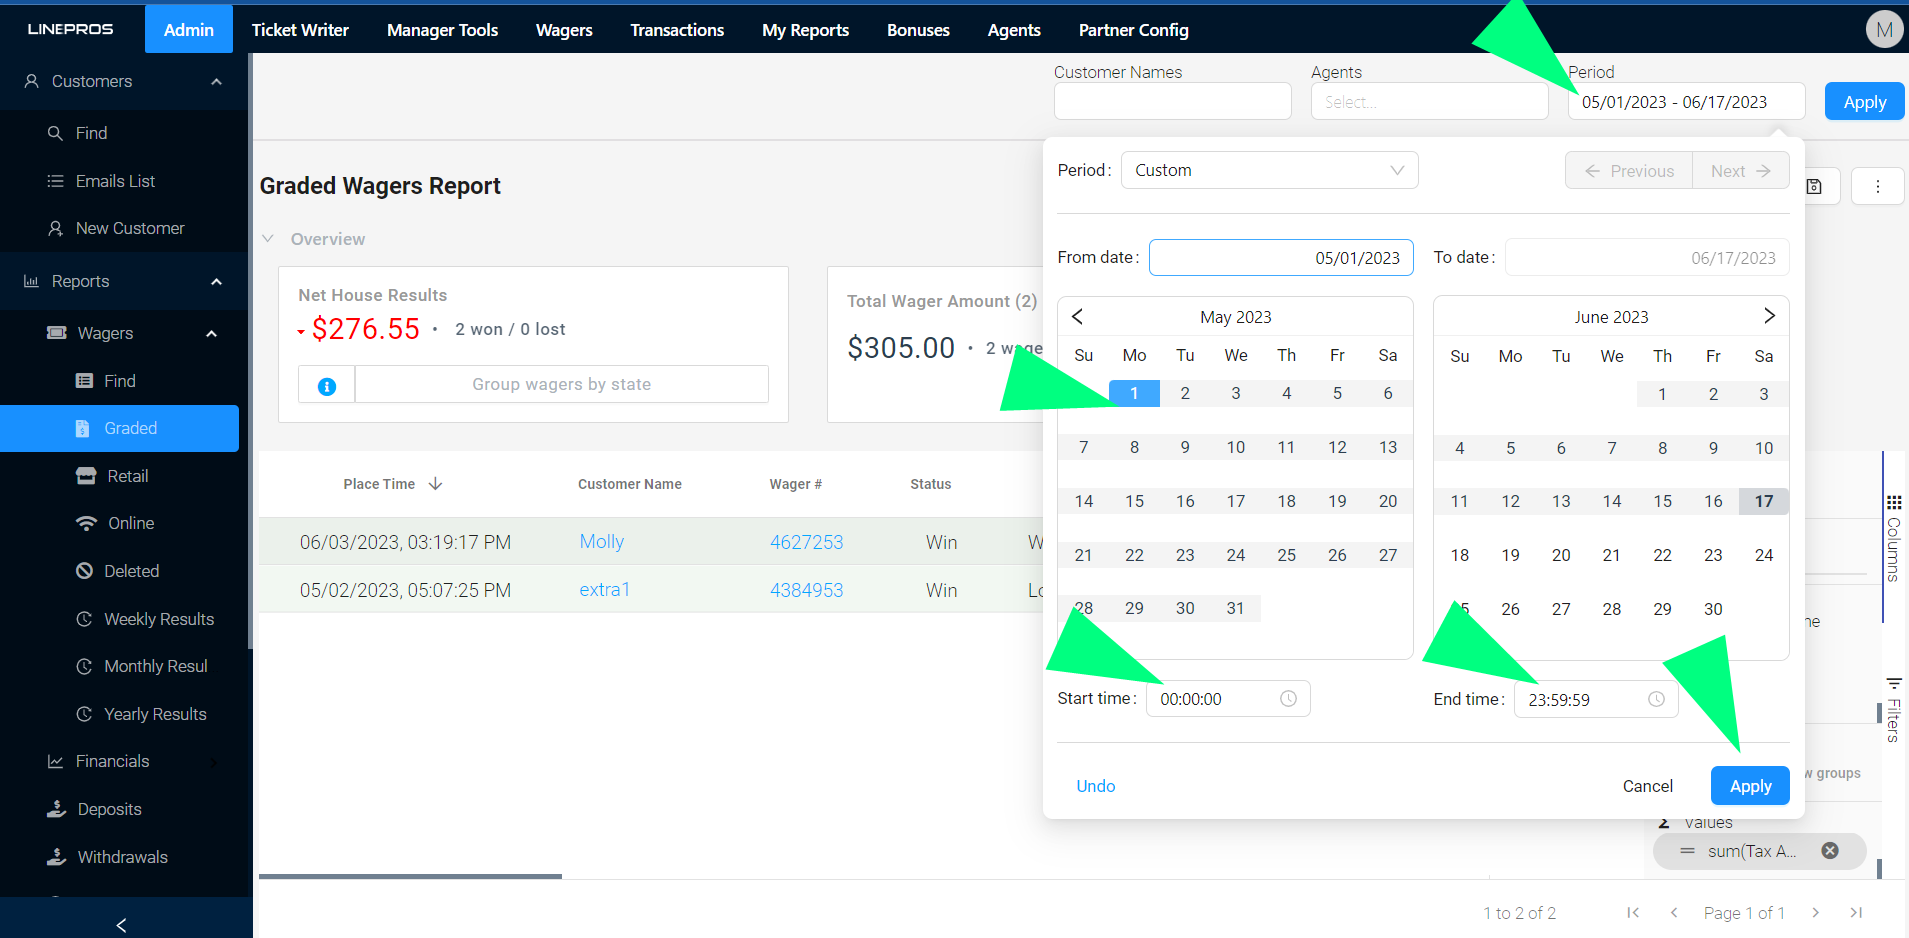 LINEPROS Admin Ticket Writer Manager Tools Wagers Transactions My Reports Bonuses Agents Partner Config M
Customers
Find
Emails List
New Customer
Reports
Wagers
Find
Graded
Retail
Online
Deleted
Weekly Results
Monthly Resul
Yearly Results
Financials
Deposits
Withdrawals
Customer Names Agents Period
Select... 05/01/2023 - 06/17/2023 Apply
Graded Wagers Report
Overview
Net House Results
$276.55 • 2 won / 0 lost
Group wagers by state
Total Wager Amount (2)
$305.00 • 2 wage
Place Time Customer Name Wager # Status
06/03/2023, 03:19:17 PM Molly 4627253 Win W
05/02/2023, 05:07:25 PM extra1 4384953 Win Lo
Period: Custom Previous Next
From date: 05/01/2023 To date: 06/17/2023
May 2023
Su Mo Tu We Th Fr Sa
1 2 3 4 5 6
7 8 9 10 11 12 13
14 15 16 17 18 19 20
21 22 23 24 25 26 27
28 29 30 31
June 2023
Su Mo Tu We Th Fr Sa
1 2 3
4 5 6 7 8 9 10
11 12 13 14 15 16 17
18 19 20 21 22 23 24
5 26 27 28 29 30
Start time: 00:00:00 End time: 23:59:59
Undo Cancel Apply
Columns
Filters
ne
w groups
Values
sum(Tax A...
1 to 2 of 2 Page 1 of 1